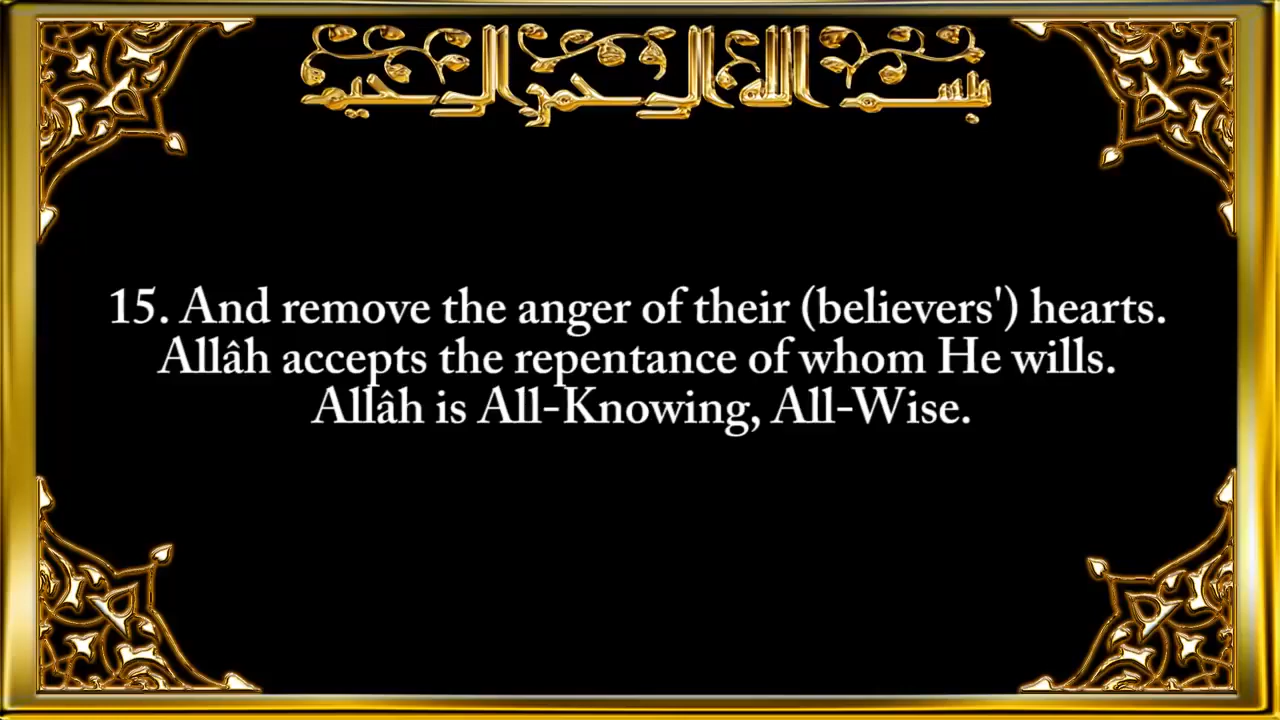 بسم الله الرحمن الرحيم
15. And remove the anger of their (believers') hearts.
Allâh accepts the repentance of whom He wills.
Allâh is All-Knowing, All-Wise.